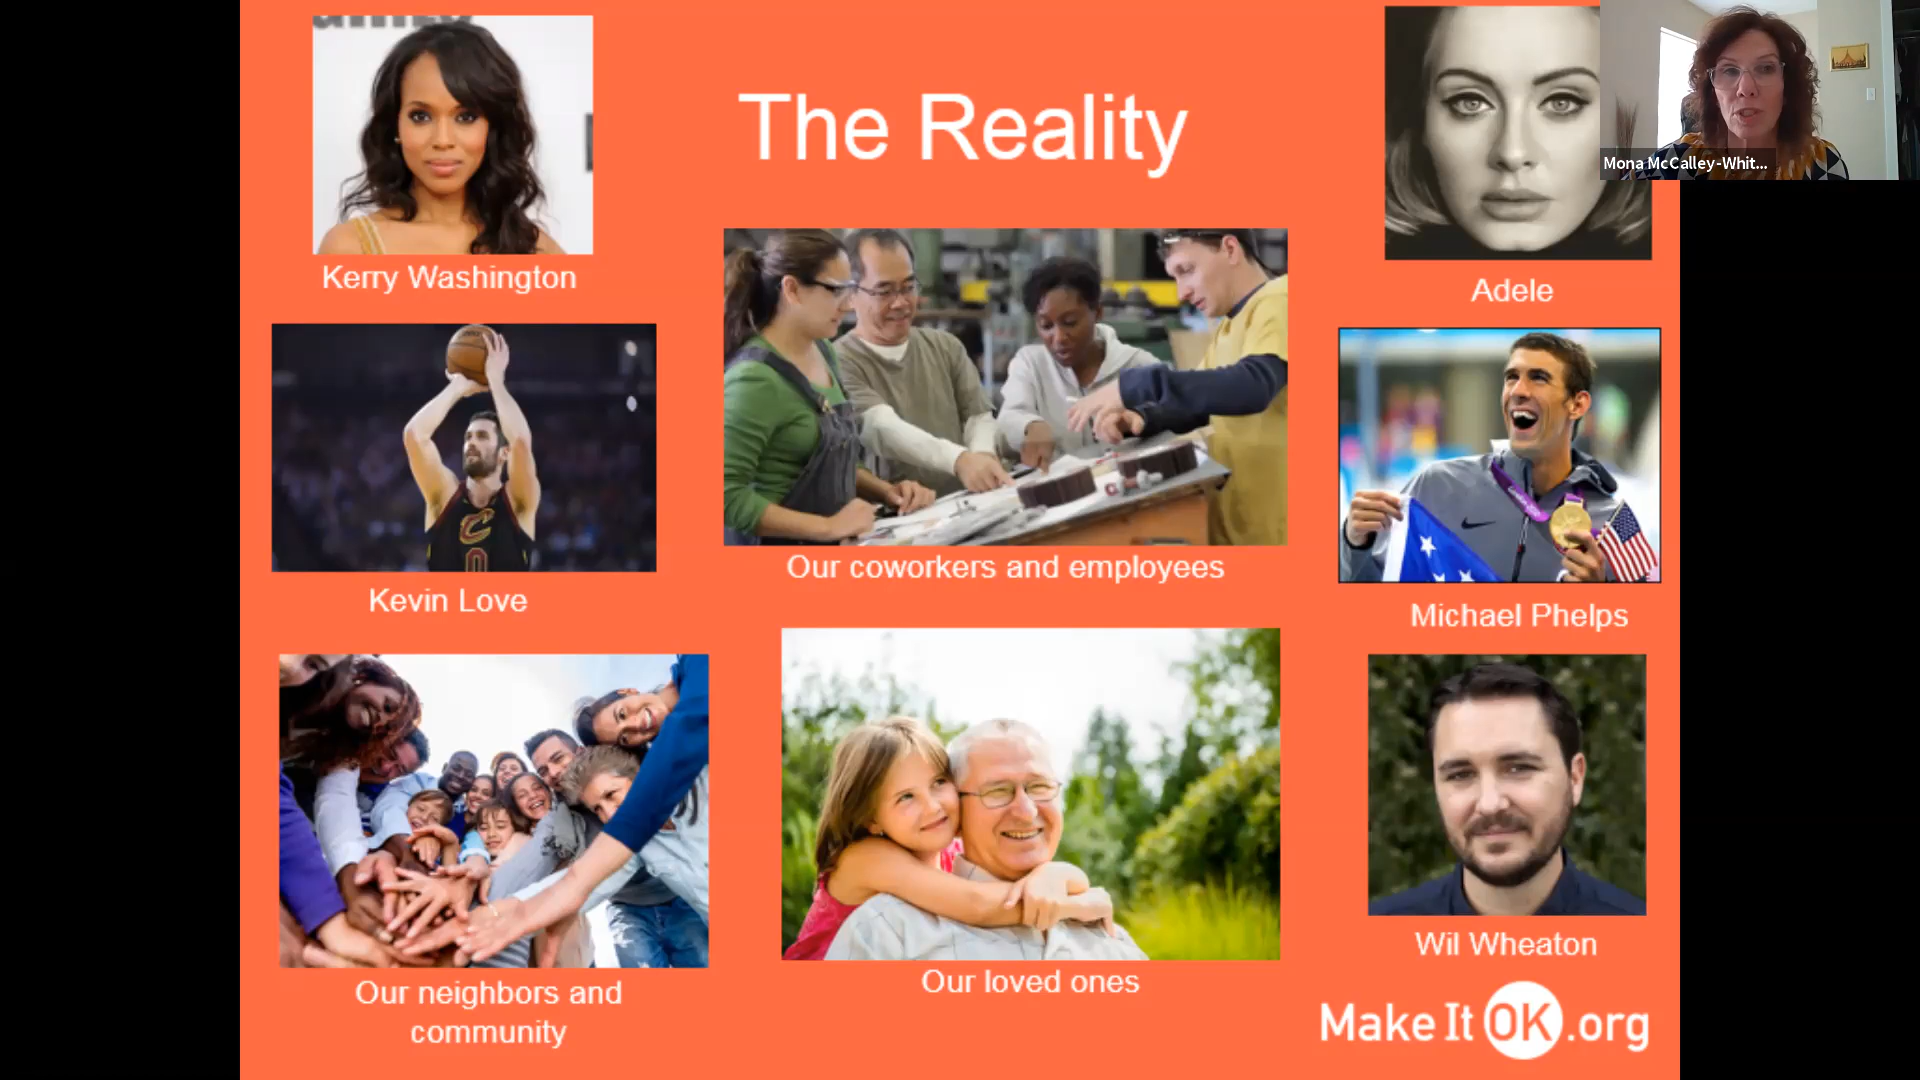 The Reality
Kerry Washington
Adele
Mona McCalley-Whit...
Kevin Love
Our coworkers and employees
Michael Phelps
Our neighbors and
community
Our loved ones
Wil Wheaton
Make It OK.org